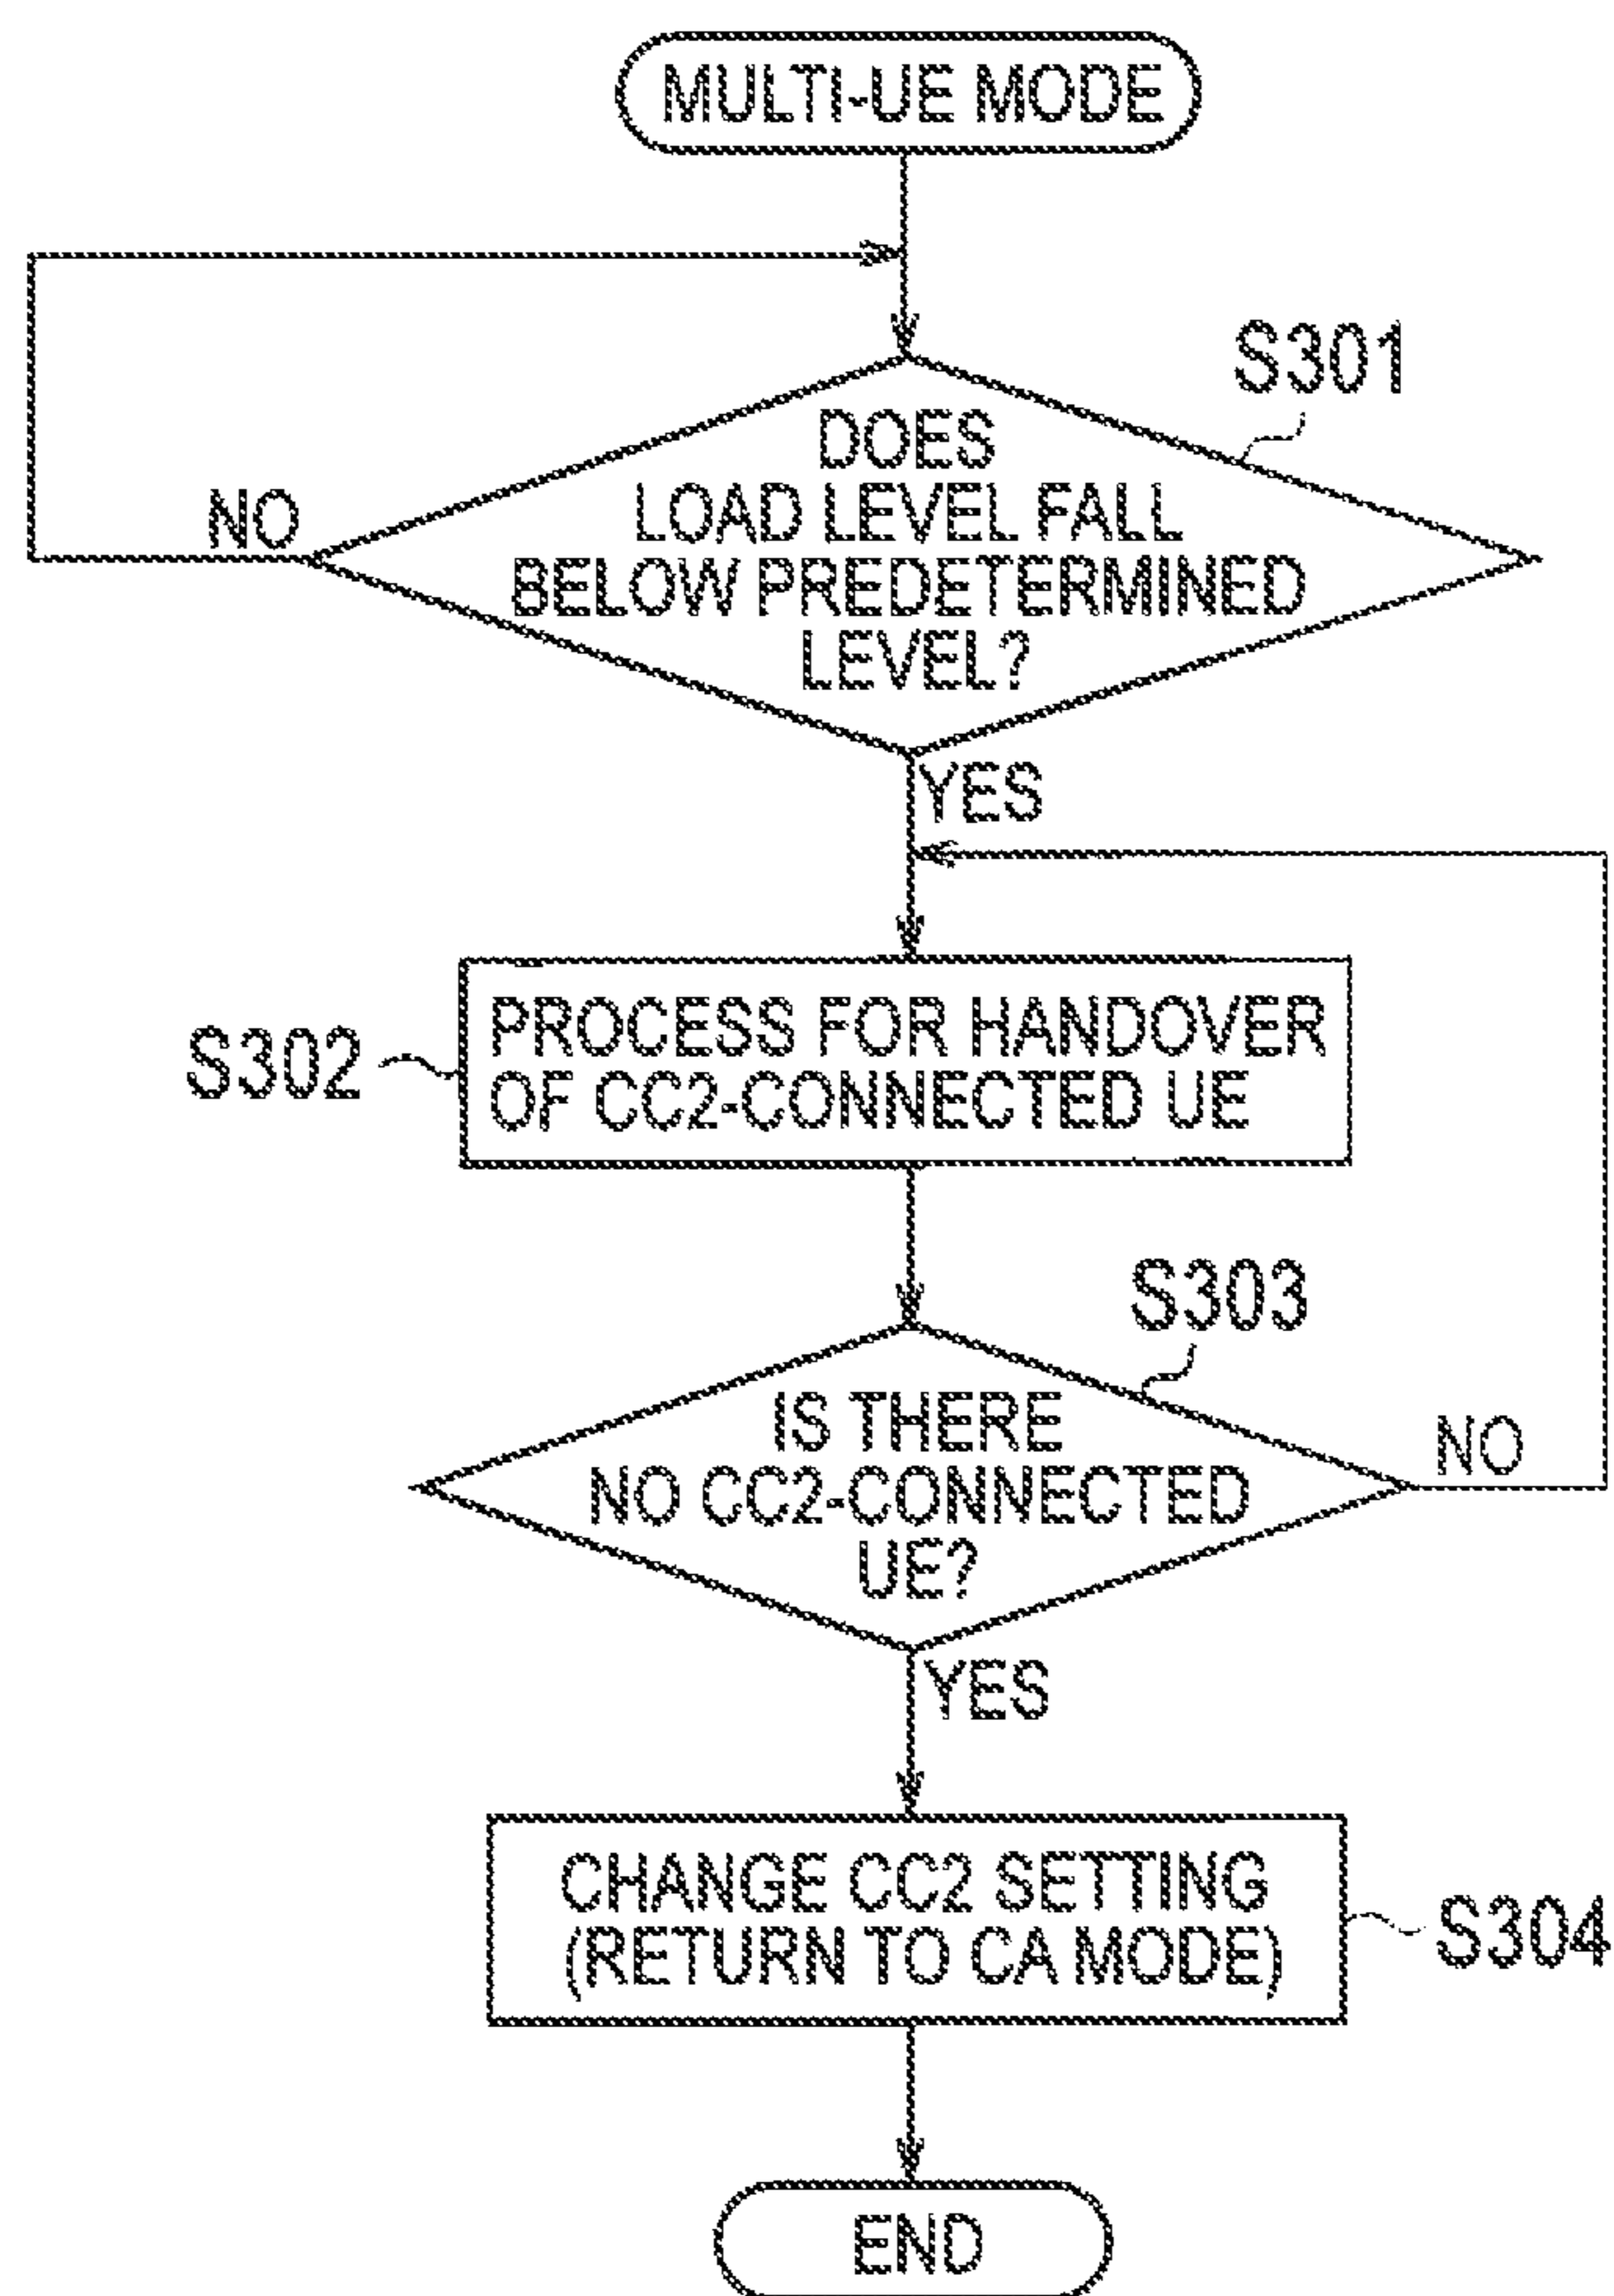 MULTI-UE MODE
S301
DOES
LOAD LEVEL FALL
BELOW PREDETERMINED
LEVEL?
NO
YES
S302
PROCESS FOR HANDOVER
OF CC2-CONNECTED UE
S303
IS THERE
NO CC2-CONNECTED
UE?
NO
YES
CHANGE CC2 SETTING
(RETURN TO CA MODE)
S304
END